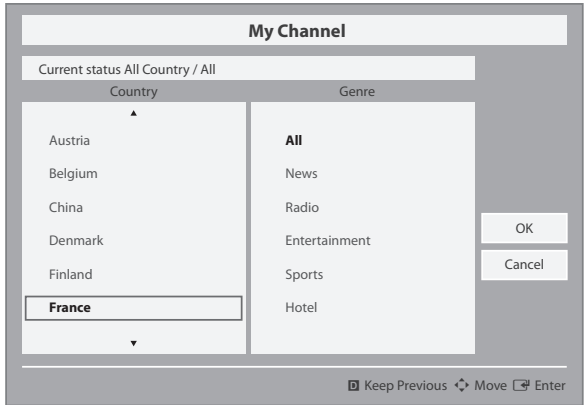 My Channel
Current status All Country / All
Country
Genre
Austria
Belgium
China
Denmark
Finland
France
All
News
Radio
Entertainment
Sports
Hotel
OK
Cancel
D Keep Previous Move Enter